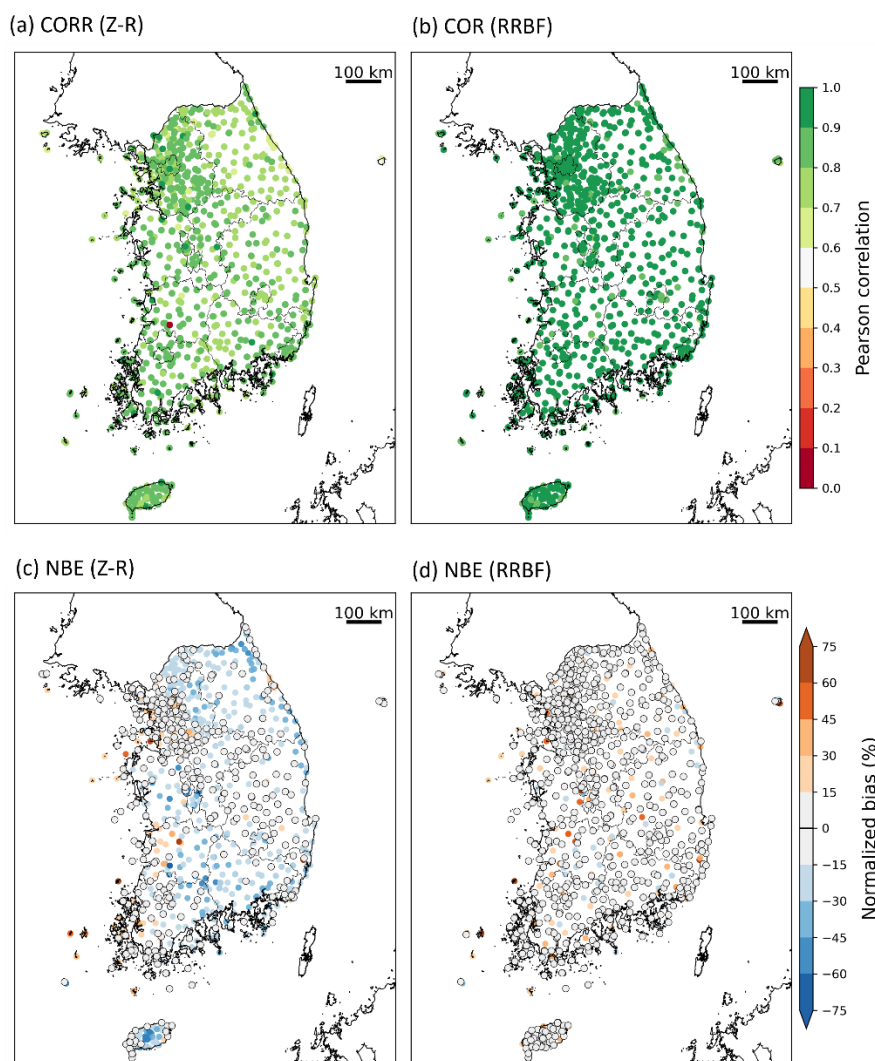 (a) CORR (Z-R)
(b) COR (RRBF)
100 km
100 km
1.0
0.9
0.8
0.7
0.6
0.5
0.4
0.3
0.2
0.1
0.0
Pearson correlation
(c) NBE (Z-R)
(d) NBE (RRBF)
100 km
100 km
75
60
45
30
15
0
−15
−30
−45
−60
−75
Normalized bias (%)